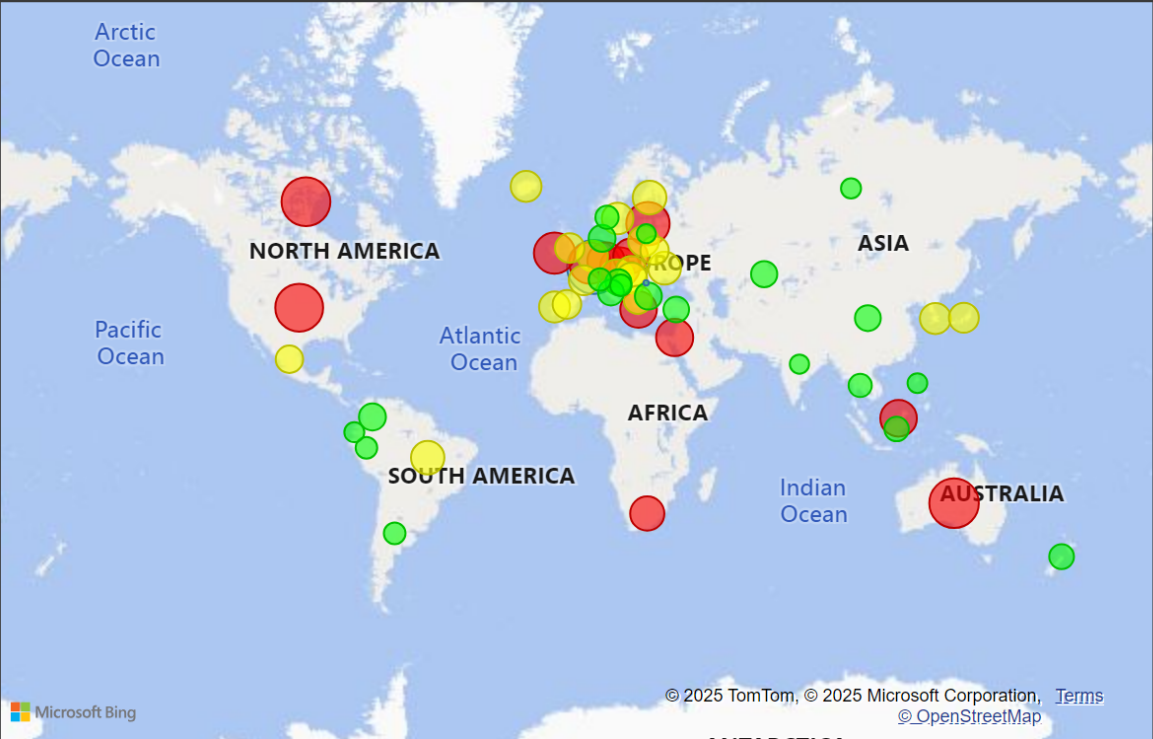 Arctic
Ocean
NORTH AMERICA
ASIA
ROPE
Pacific
Ocean
Atlantic
Ocean
AFRICA
SOUTH AMERICA
Indian
Ocean
AUSTRALIA
© 2025 TomTom, © 2025 Microsoft Corporation, Terms
© OpenStreetMap
Microsoft Bing